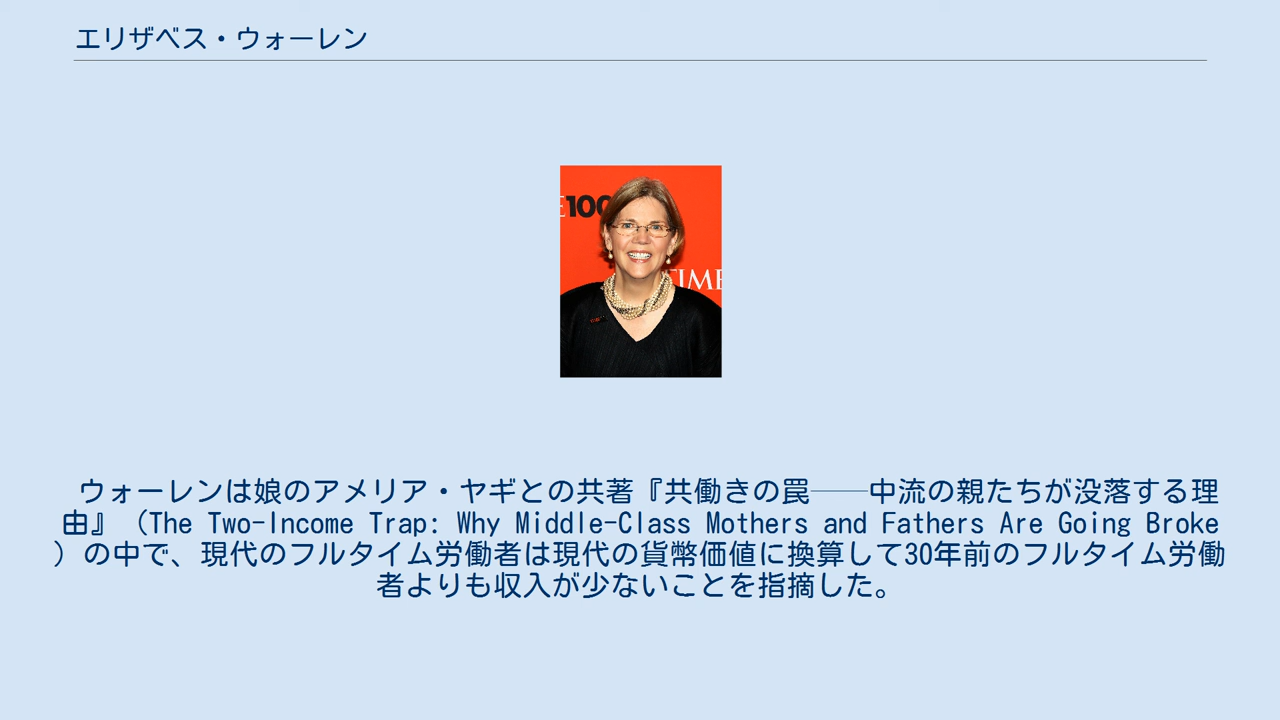 エリザベス・ウォーレン
E100
TIME
ウォーレンは娘のアメリア・ヤギとの共著『共働きの罠──中流の親たちが没落する理
由』（The Two-Income Trap: Why Middle-Class Mothers and Fathers Are Going Broke
）の中で、現代のフルタイム労働者は現代の貨幣価値に換算して30年前のフルタイム労働
者よりも収入が少ないことを指摘した。